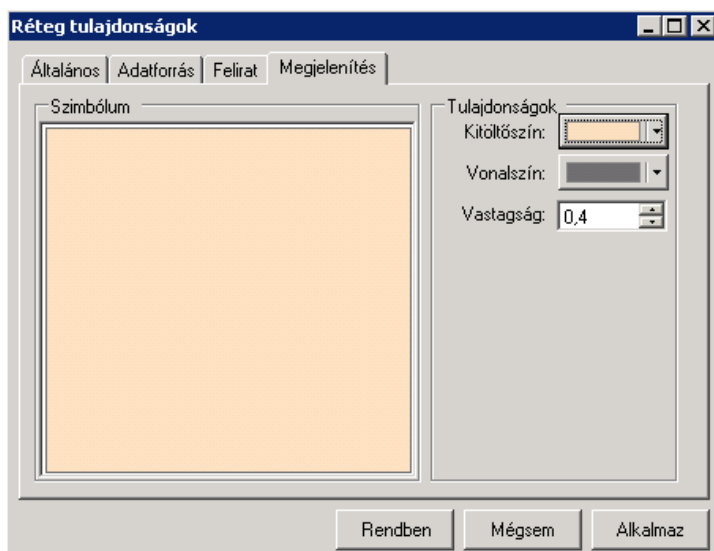 Réteg tulajdonságok
Általános Adatforrás Felirat Megjelenítés
Szimbólum
Tulajdonságok
Kitöltőszín:
Vonalszín:
Vastagság: 0,4
Rendben Mégsem Alkalmaz